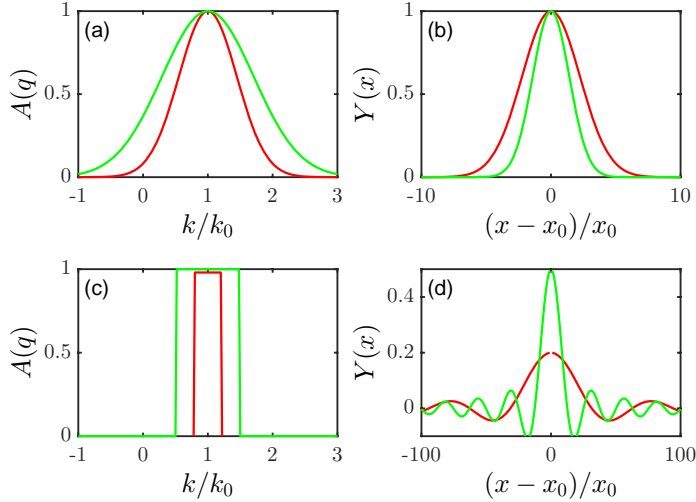 (a)
A(q)
1
0.5
0
-1 0 1 2 3
k/k₀
(b)
Y(x)
1
0.5
0
-10 0 10
(x − x₀)/x₀
(c)
A(q)
1
0.5
0
-1 0 1 2 3
k/k₀
(d)
Y(x)
0.4
0.2
0
-100 0 100
(x − x₀)/x₀